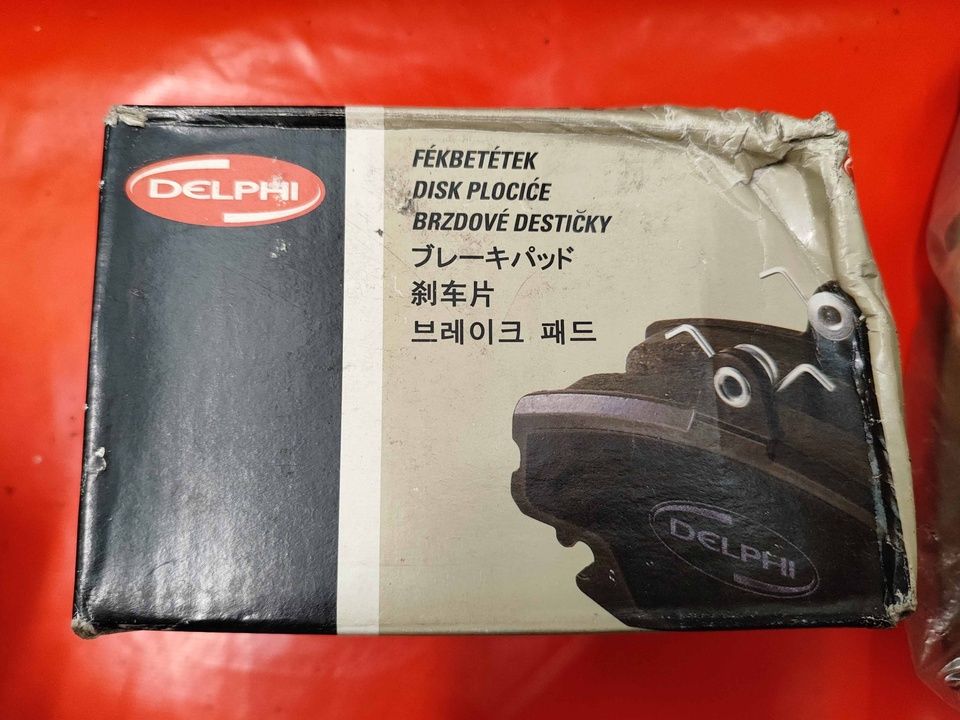 DELPHI
FÉKBETÉTEK
DISK PLOCIĆE
BRZDOVÉ DESTIČKY
ブレーキパッド
刹车片
브레이크 패드
DELPHI